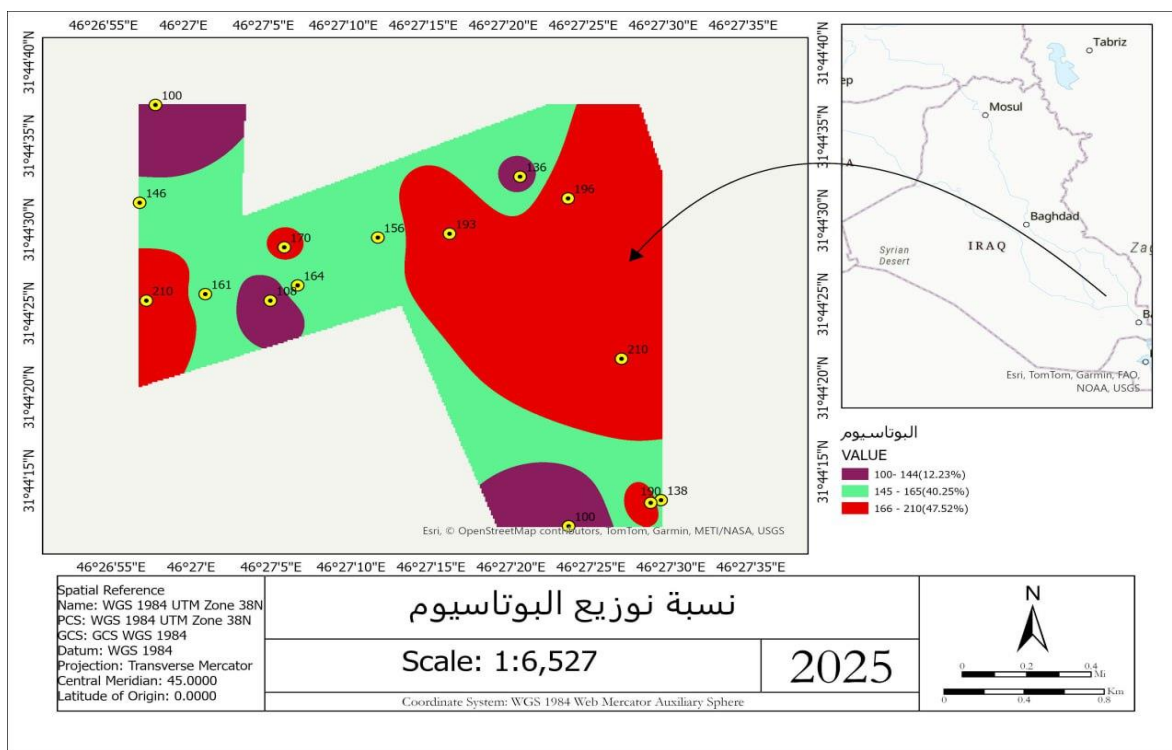 46°26'55"E 46°27'E 46°27'5"E 46°27'10"E 46°27'15"E 46°27'20"E 46°27'25"E 46°27'30"E 46°27'35"E
31°44'40"N
31°44'35"N
31°44'30"N
31°44'25"N
31°44'20"N
31°44'15"N
100
146
136
196
193
156
170
164
161
210
108
210
190
138
100
Esri, © OpenStreetMap contributors, TomTom, Garmin, METI/NASA, USGS
31°44'40"N
31°44'35"N
31°44'30"N
31°44'25"N
31°44'20"N
31°44'15"N
46°26'55"E 46°27'E 46°27'5"E 46°27'10"E 46°27'15"E 46°27'20"E 46°27'25"E 46°27'30"E 46°27'35"E
Tabriz
ep
Mosul
A
Baghdad
IRAQ
Syrian
Desert
Zag
Ba
Esri, TomTom, Garmin, FAO,
NOAA, USGS
البوتاسيوم
VALUE
100- 144(12.23%)
145 - 165(40.25%)
166 - 210(47.52%)
Spatial Reference
Name: WGS 1984 UTM Zone 38N
PCS: WGS 1984 UTM Zone 38N
GCS: GCS WGS 1984
Datum: WGS 1984
Projection: Transverse Mercator
Central Meridian: 45.0000
Latitude of Origin: 0.0000
نسبة نوزيع البوتاسيوم
Scale: 1:6,527
2025
Coordinate System: WGS 1984 Web Mercator Auxiliary Sphere
N
0 0.2 0.4
Mi
Km
0 0.4 0.8